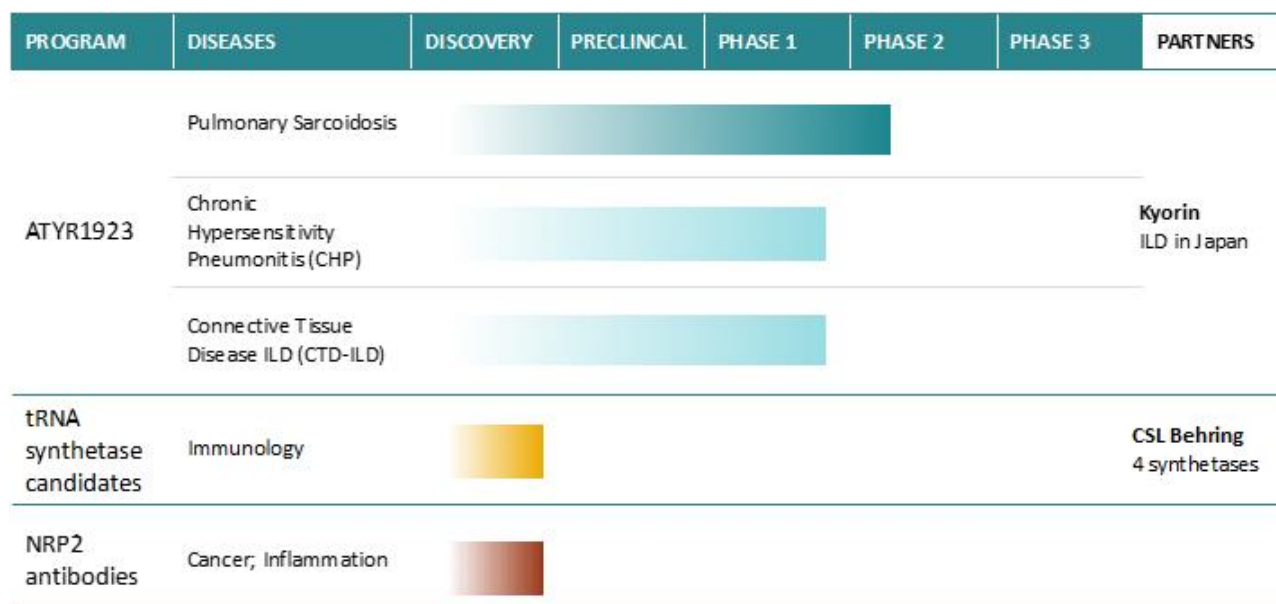 PROGRAM DISEASES DISCOVERY PRECLINCAL PHASE 1 PHASE 2 PHASE 3 PARTNERS
Pulmonary Sarcoidosis
ATYR1923
Chronic
Hypersensitivity
Pneumonitis (CHP)
Kyorin
ILD in Japan
Connective Tissue
Disease ILD (CTD-ILD)
tRNA
synthetase
candidates
Immunology
CSL Behring
4 synthetases
NRP2
antibodies
Cancer; Inflammation